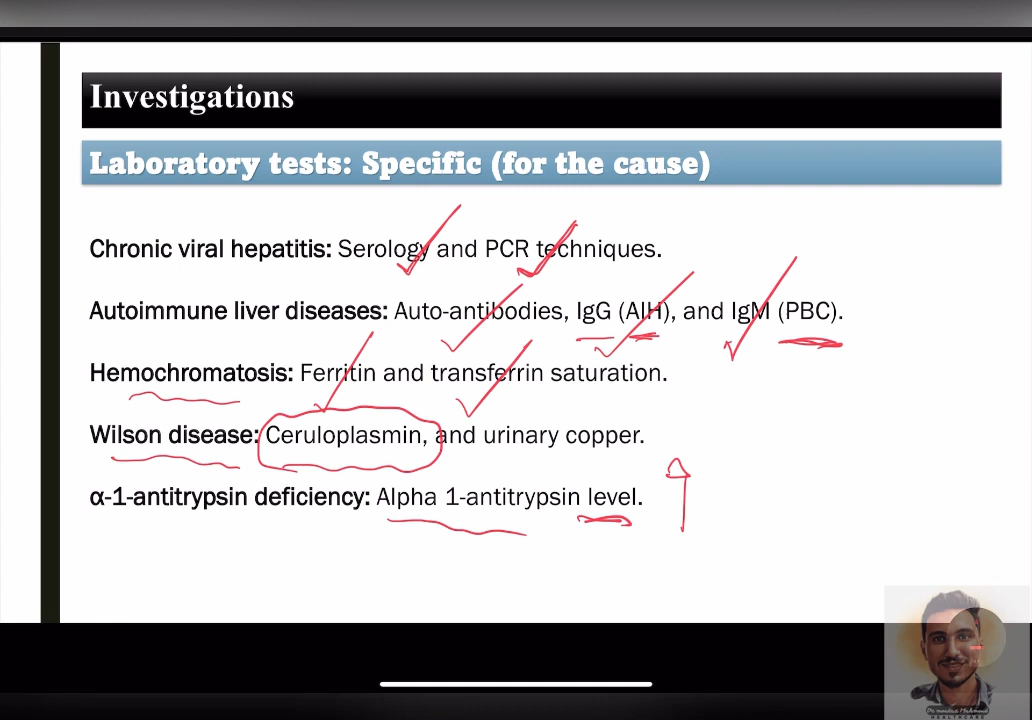 Investigations
Laboratory tests: Specific (for the cause)
Chronic viral hepatitis: Serology and PCR techniques.
Autoimmune liver diseases: Auto-antibodies, IgG (AIH), and IgM (PBC).
Hemochromatosis: Ferritin and transferrin saturation.
Wilson disease: Ceruloplasmin, and urinary copper.
α-1-antitrypsin deficiency: Alpha 1-antitrypsin level.